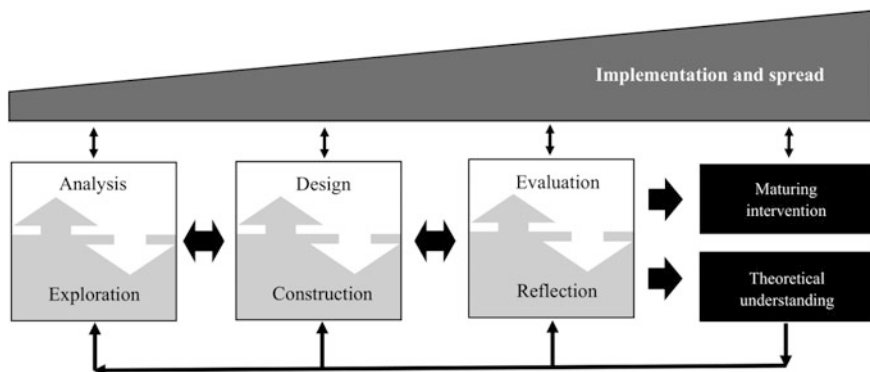 Implementation and spread
Analysis
Exploration
Design
Construction
Evaluation
Reflection
Maturing
intervention
Theoretical
understanding